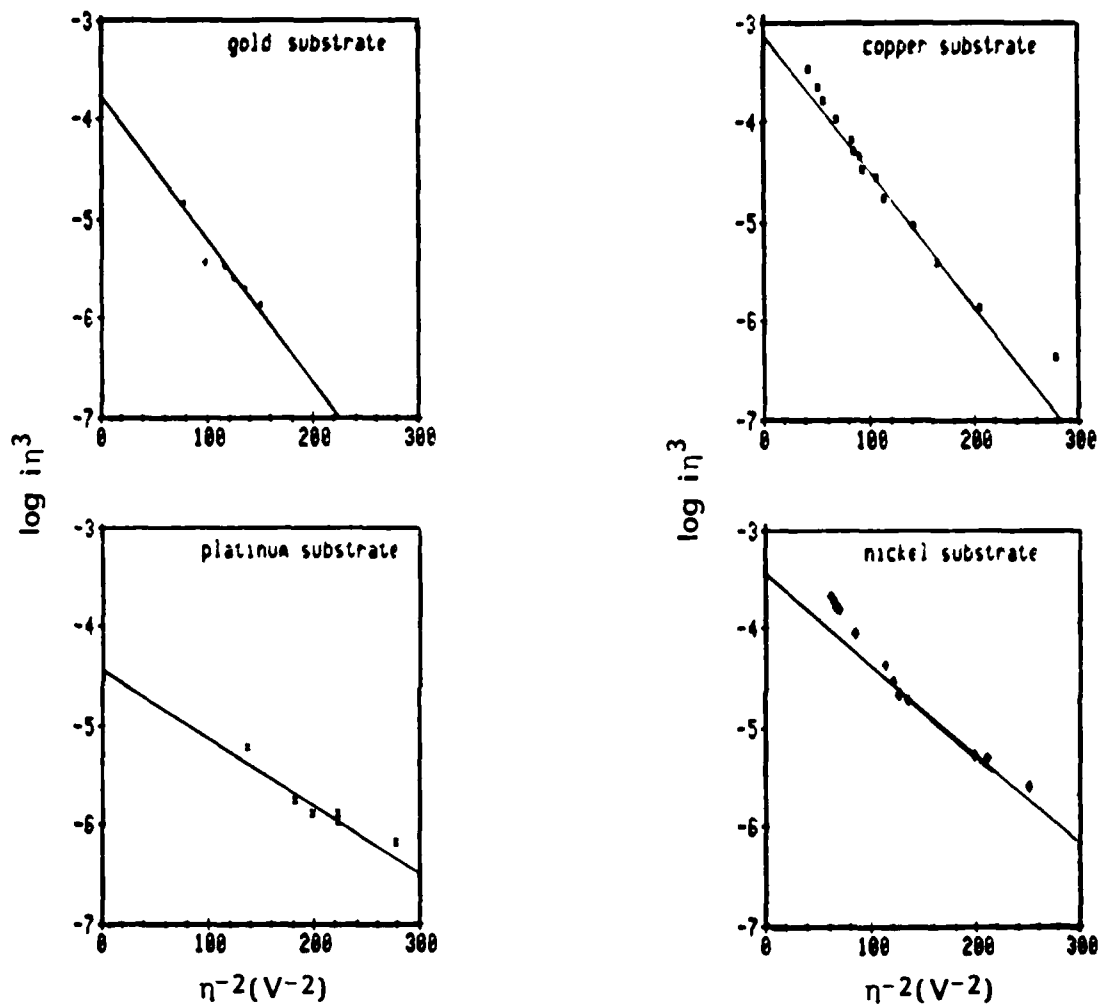 gold substrate
-3
-4
-5
-6
-7
0 100 200 300
copper substrate
-3
-4
-5
-6
-7
0 100 200 300
log iη³
log iη³
platinum substrate
-3
-4
-5
-6
-7
0 100 200 300
η⁻²(V⁻²)
nickel substrate
-3
-4
-5
-6
-7
0 100 200 300
η⁻²(V⁻²)